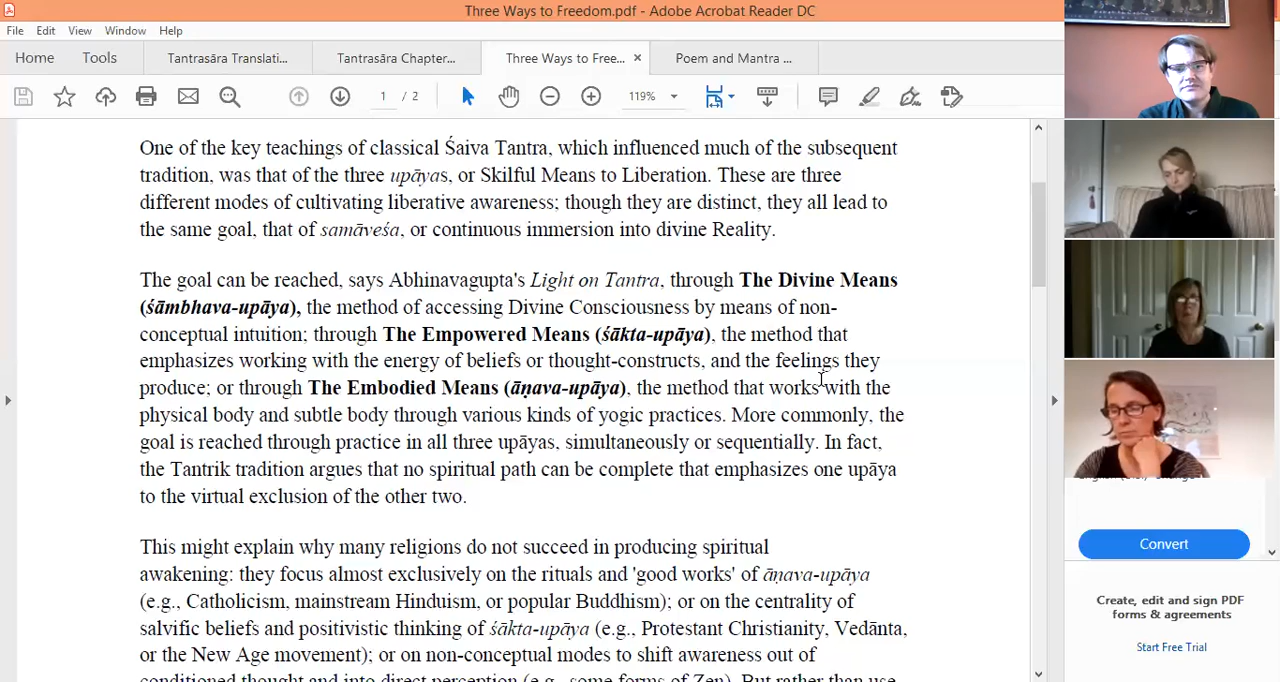 Three Ways to Freedom.pdf - Adobe Acrobat Reader DC
File Edit View Window Help
Home Tools Tantrasāra Translati... Tantrasāra Chapter... Three Ways to Free... × Poem and Mantra ...
1 / 2 119%
One of the key teachings of classical Śaiva Tantra, which influenced much of the subsequent
tradition, was that of the three upāyas, or Skilful Means to Liberation. These are three
different modes of cultivating liberative awareness; though they are distinct, they all lead to
the same goal, that of samāveśa, or continuous immersion into divine Reality.
The goal can be reached, says Abhinavagupta's Light on Tantra, through The Divine Means
(śāmbhava-upāya), the method of accessing Divine Consciousness by means of non-
conceptual intuition; through The Empowered Means (śākta-upāya), the method that
emphasizes working with the energy of beliefs or thought-constructs, and the feelings they
produce; or through The Embodied Means (āṇava-upāya), the method that works with the
physical body and subtle body through various kinds of yogic practices. More commonly, the
goal is reached through practice in all three upāyas, simultaneously or sequentially. In fact,
the Tantrik tradition argues that no spiritual path can be complete that emphasizes one upāya
to the virtual exclusion of the other two.
This might explain why many religions do not succeed in producing spiritual
awakening: they focus almost exclusively on the rituals and 'good works' of āṇava-upāya
(e.g., Catholicism, mainstream Hinduism, or popular Buddhism); or on the centrality of
salvific beliefs and positivistic thinking of śākta-upāya (e.g., Protestant Christianity, Vedānta,
or the New Age movement); or on non-conceptual modes to shift awareness out of
conditioned thought and into direct perception (e.g., some forms of Zen). But rather than use
Convert
Create, edit and sign PDF
forms & agreements
Start Free Trial